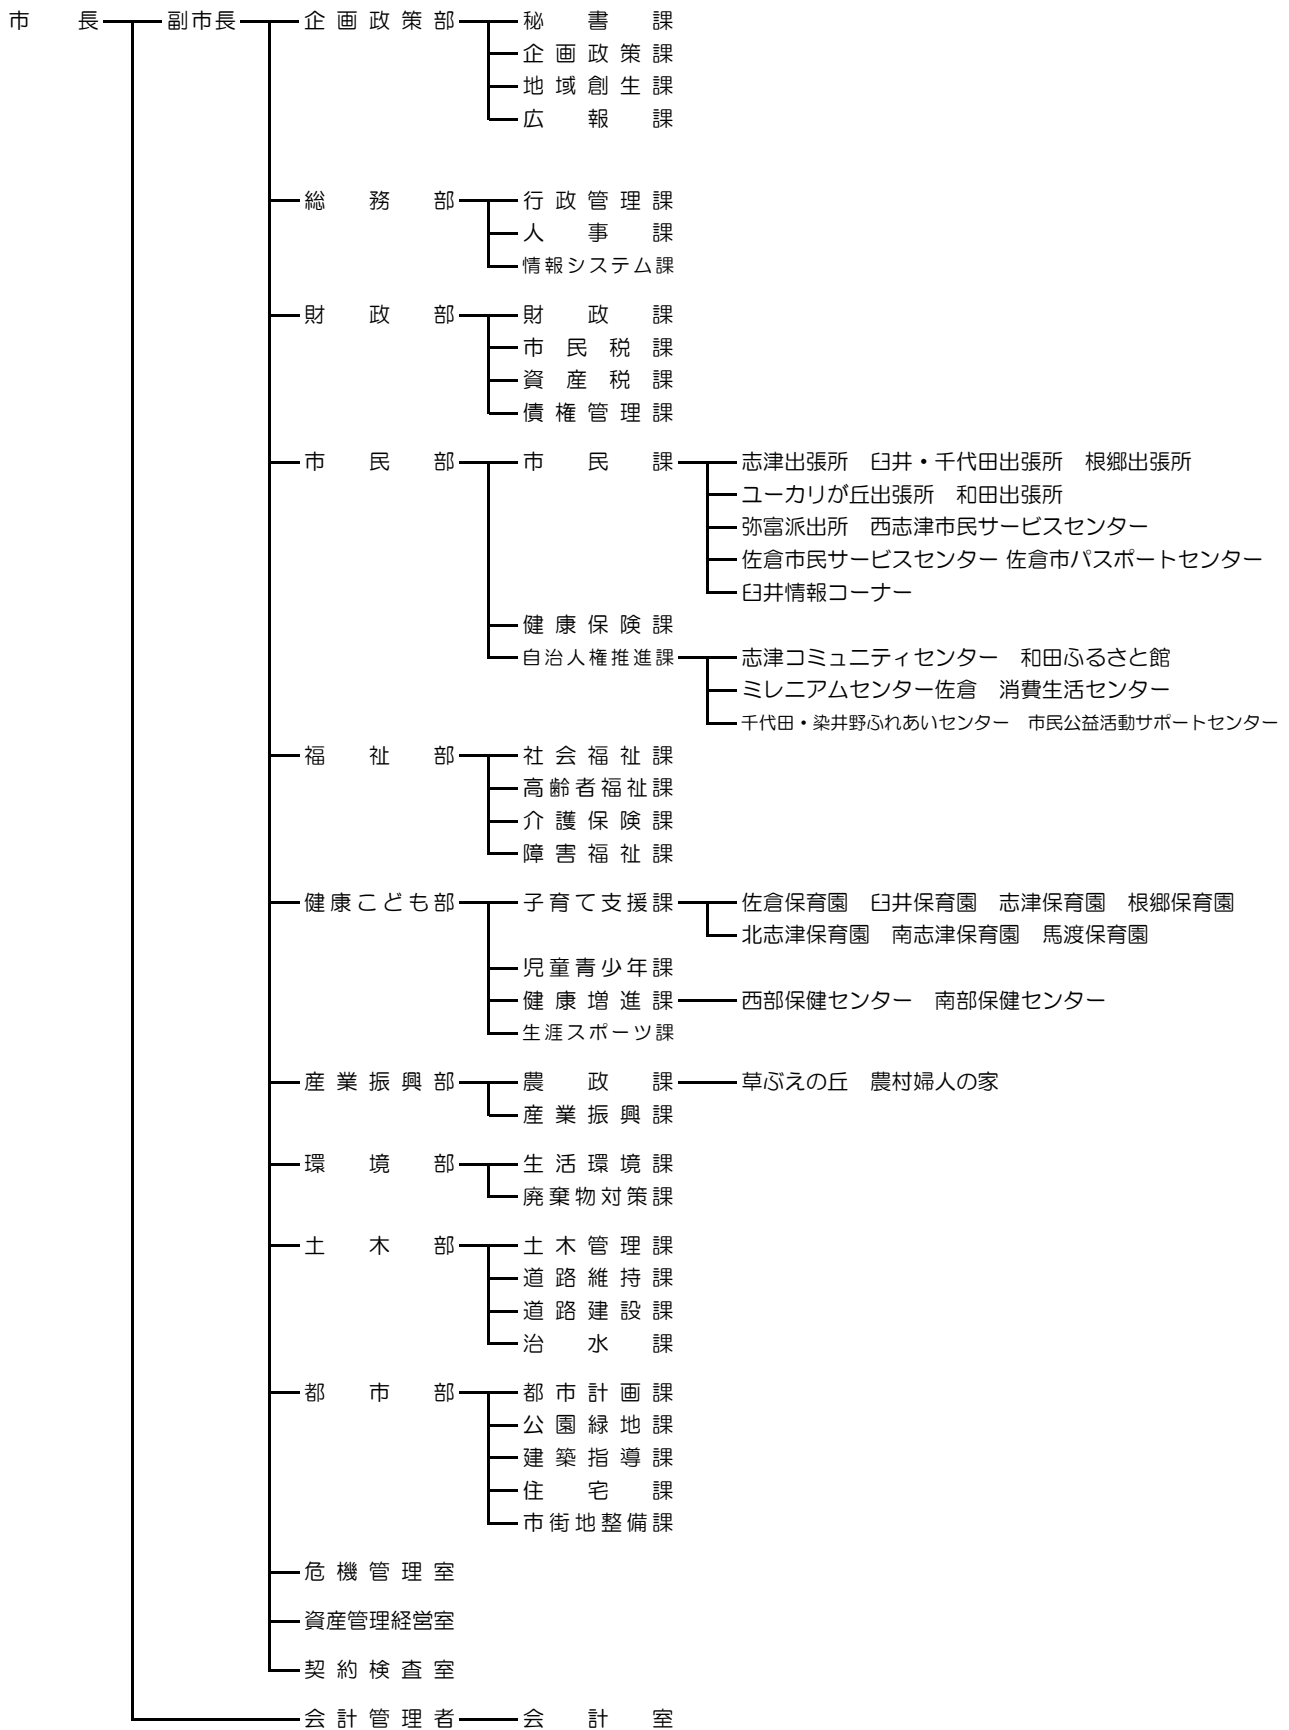 市長 副市長 企画政策部 秘書課
企画政策課
地域創生課
広報課
総務部 行政管理課
人事課
情報システム課
財政部 財政課
市民税課
資産税課
債権管理課
市民部 市民課 志津出張所 臼井・千代田出張所 根郷出張所
ユーカリが丘出張所 和田出張所
弥富派出所 西志津市民サービスセンター
佐倉市民サービスセンター 佐倉市パスポートセンター
臼井情報コーナー
健康保険課
自治人権推進課 志津コミュニティセンター 和田ふるさと館
ミレニアムセンター佐倉 消費生活センター
千代田・染井野ふれあいセンター 市民公益活動サポートセンター
福祉部 社会福祉課
高齢者福祉課
介護保険課
障害福祉課
健康こども部 子育て支援課 佐倉保育園 臼井保育園 志津保育園 根郷保育園
北志津保育園 南志津保育園 馬渡保育園
児童青少年課
健康増進課 西部保健センター 南部保健センター
生涯スポーツ課
産業振興部 農政課 草ぶえの丘 農村婦人の家
産業振興課
環境部 生活環境課
廃棄物対策課
土木部 土木管理課
道路維持課
道路建設課
治水課
都市部 都市計画課
公園緑地課
建築指導課
住宅課
市街地整備課
危機管理室
資産管理経営室
契約検査室
会計管理者 会計室